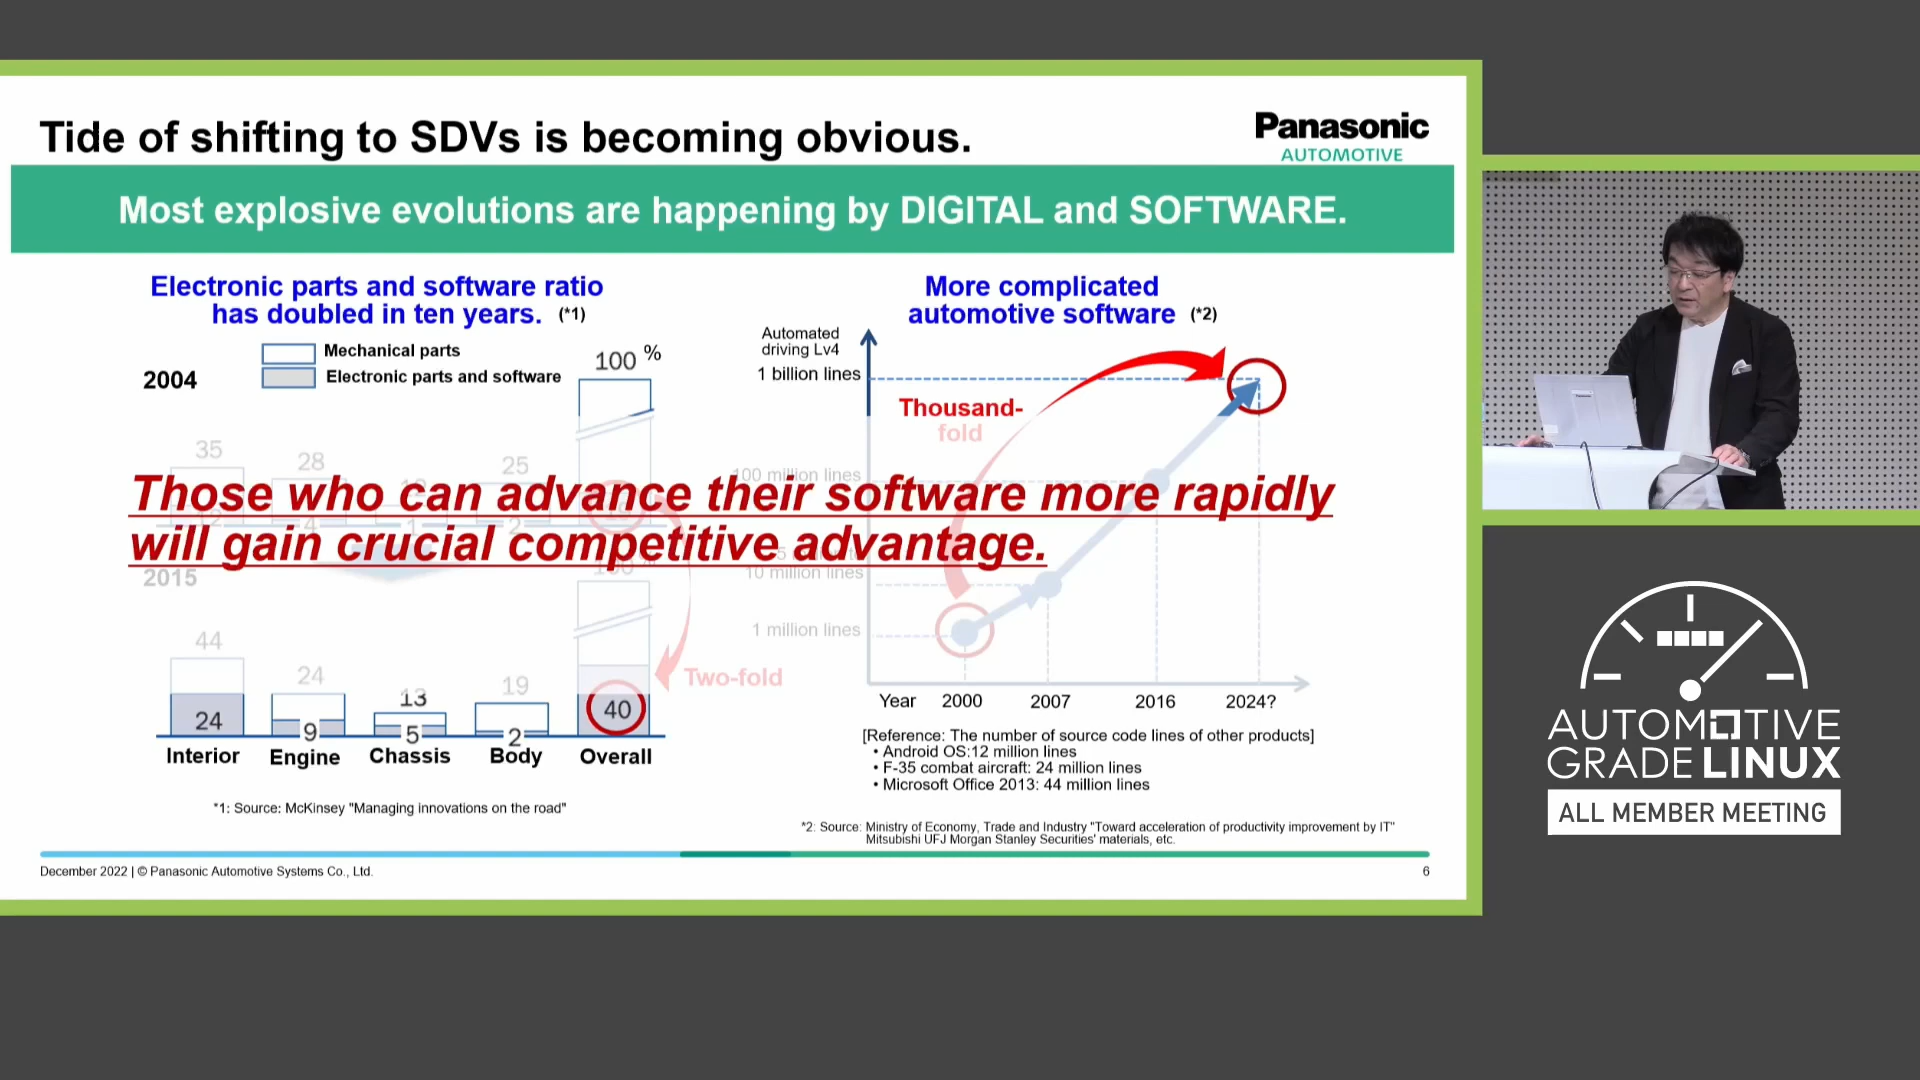 Tide of shifting to SDVs is becoming obvious.
Panasonic
AUTOMOTIVE
Most explosive evolutions are happening by DIGITAL and SOFTWARE.
Electronic parts and software ratio
has doubled in ten years. (*1)
Mechanical parts
Electronic parts and software
2004
100 %
35
28
25
4
1
2
Those who can advance their software more rapidly
will gain crucial competitive advantage.
2015
44
24
13
19
24
9
5
2
40
Two-fold
Interior Engine Chassis Body Overall
*1: Source: McKinsey "Managing innovations on the road"
More complicated
automotive software (*2)
Automated
driving Lv4
1 billion lines
Thousand-
fold
100 million lines
10 million lines
1 million lines
Year 2000 2007 2016 2024?
[Reference: The number of source code lines of other products]
• Android OS:12 million lines
• F-35 combat aircraft: 24 million lines
• Microsoft Office 2013: 44 million lines
*2: Source: Ministry of Economy, Trade and Industry "Toward acceleration of productivity improvement by IT"
Mitsubishi UFJ Morgan Stanley Securities' materials, etc.
December 2022 | © Panasonic Automotive Systems Co., Ltd.
6
AUTOMOTIVE
GRADE LINUX
ALL MEMBER MEETING